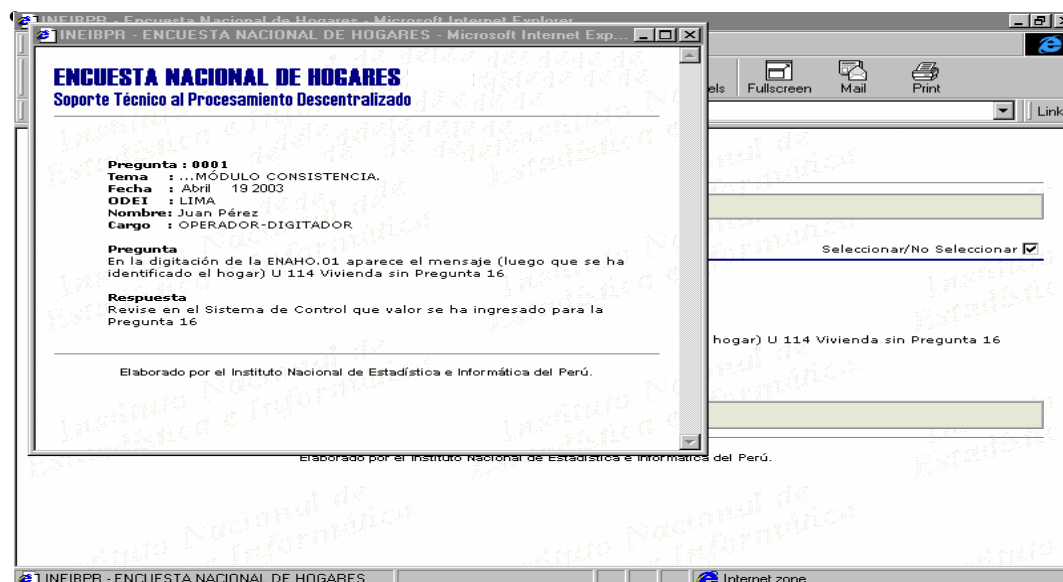 INEIBPR - Encuesta Nacional de Hogares - Microsoft Internet Explorer
INEIBPR - ENCUESTA NACIONAL DE HOGARES - Microsoft Internet Exp...
ENCUESTA NACIONAL DE HOGARES
Soporte Técnico al Procesamiento Descentralizado
Pregunta : 0001
Tema : ...MÓDULO CONSISTENCIA.
Fecha : Abril 19 2003
ODEI : LIMA
Nombre: Juan Pérez
Cargo : OPERADOR-DIGITADOR
Pregunta
En la digitación de la ENAHO.01 aparece el mensaje (luego que se ha
identificado el hogar) U 114 Vivienda sin Pregunta 16
Respuesta
Revise en el Sistema de Control que valor se ha ingresado para la
Pregunta 16
Elaborado por el Instituto Nacional de Estadística e Informática del Perú.
els Fullscreen Mail Print
Link
Seleccionar/No Seleccionar
hogar) U 114 Vivienda sin Pregunta 16
Elaborado por el Instituto Nacional de Estadística e Informática del Perú.
INEIBPR - ENCUESTA NACIONAL DE HOGARES
Internet zone